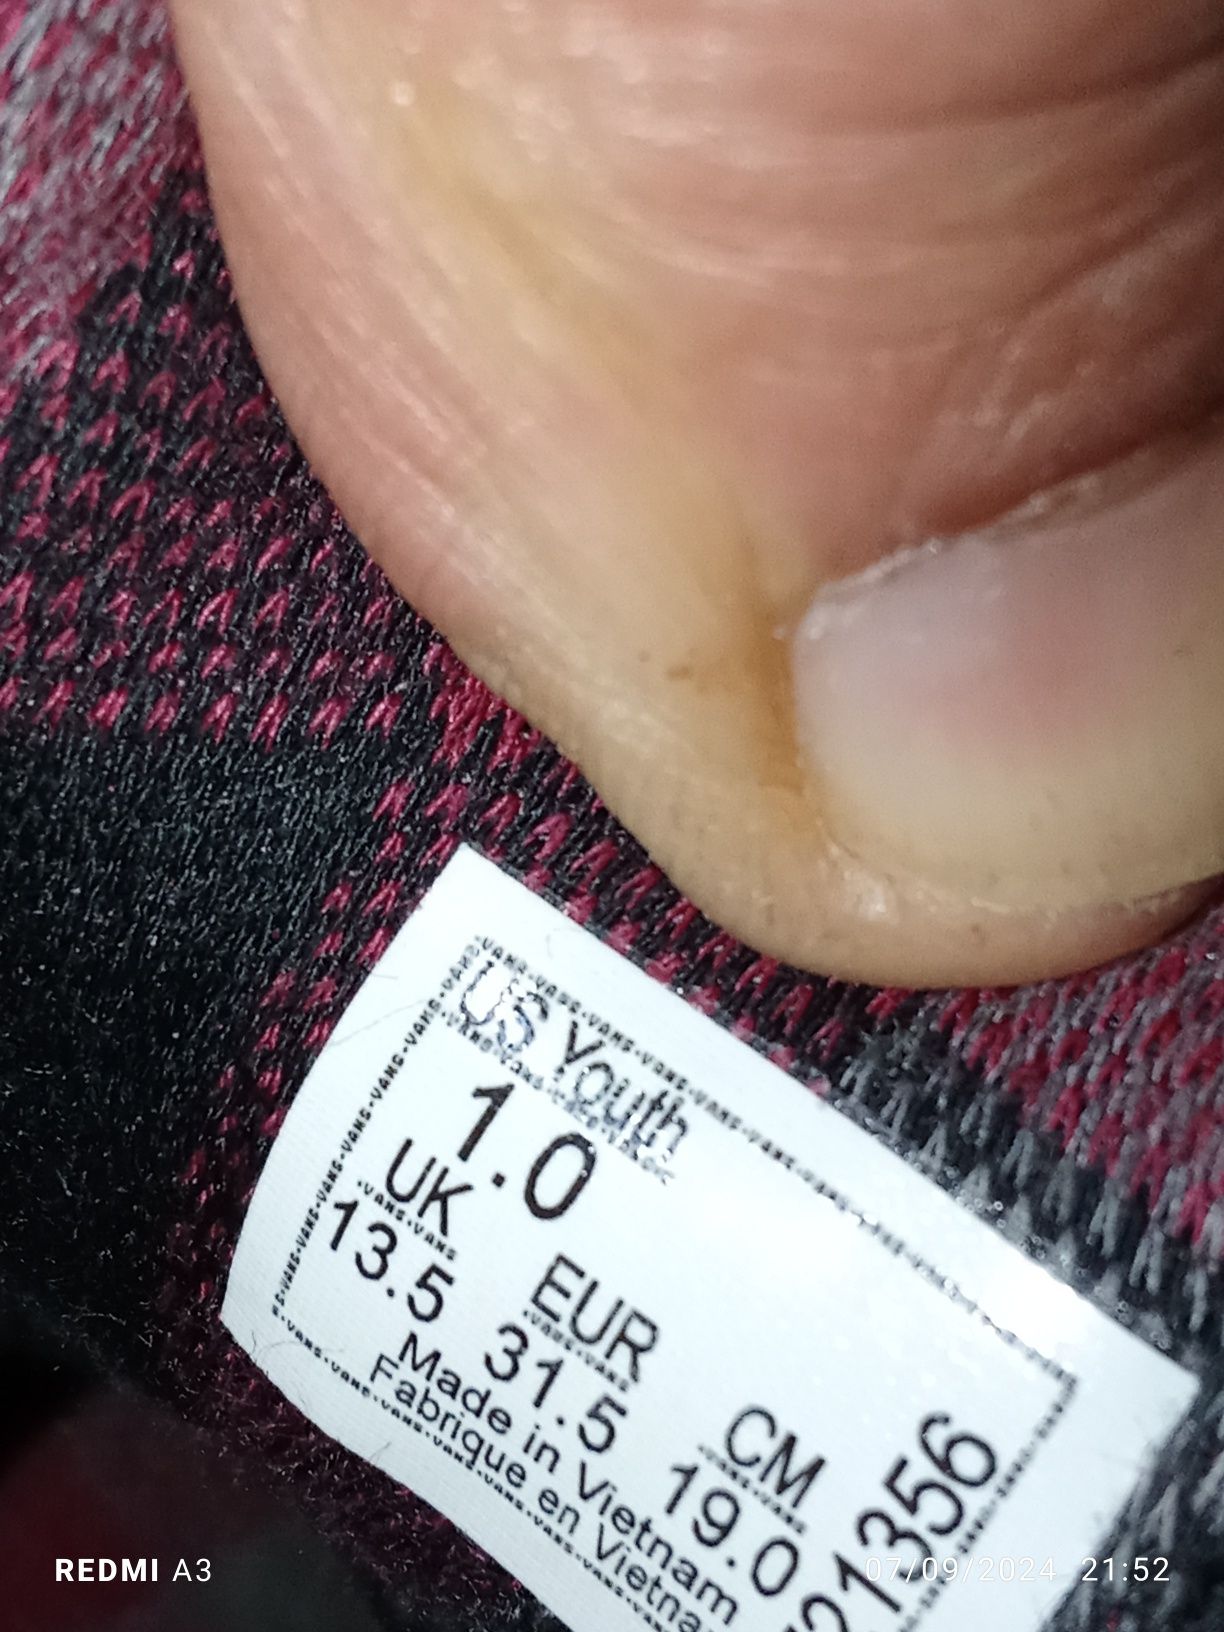 US Youth
1.0
UK EUR CM
13.5 31.5 19.0
Made in Vietnam
Fabrique en
21356
REDMI A3
07/09/2024 21:52